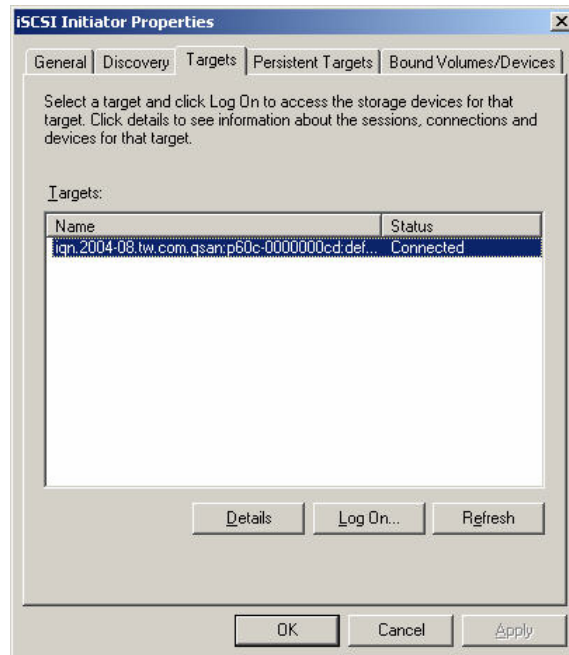 iSCSI Initiator Properties
General Discovery Targets Persistent Targets Bound Volumes/Devices
Select a target and click Log On to access the storage devices for that
target. Click details to see information about the sessions, connections and
devices for that target.
Targets:
Name Status
iqn.2004-08.tw.com.qsan:p60c-0000000cd:def... Connected
Details Log On... Refresh
OK Cancel Apply